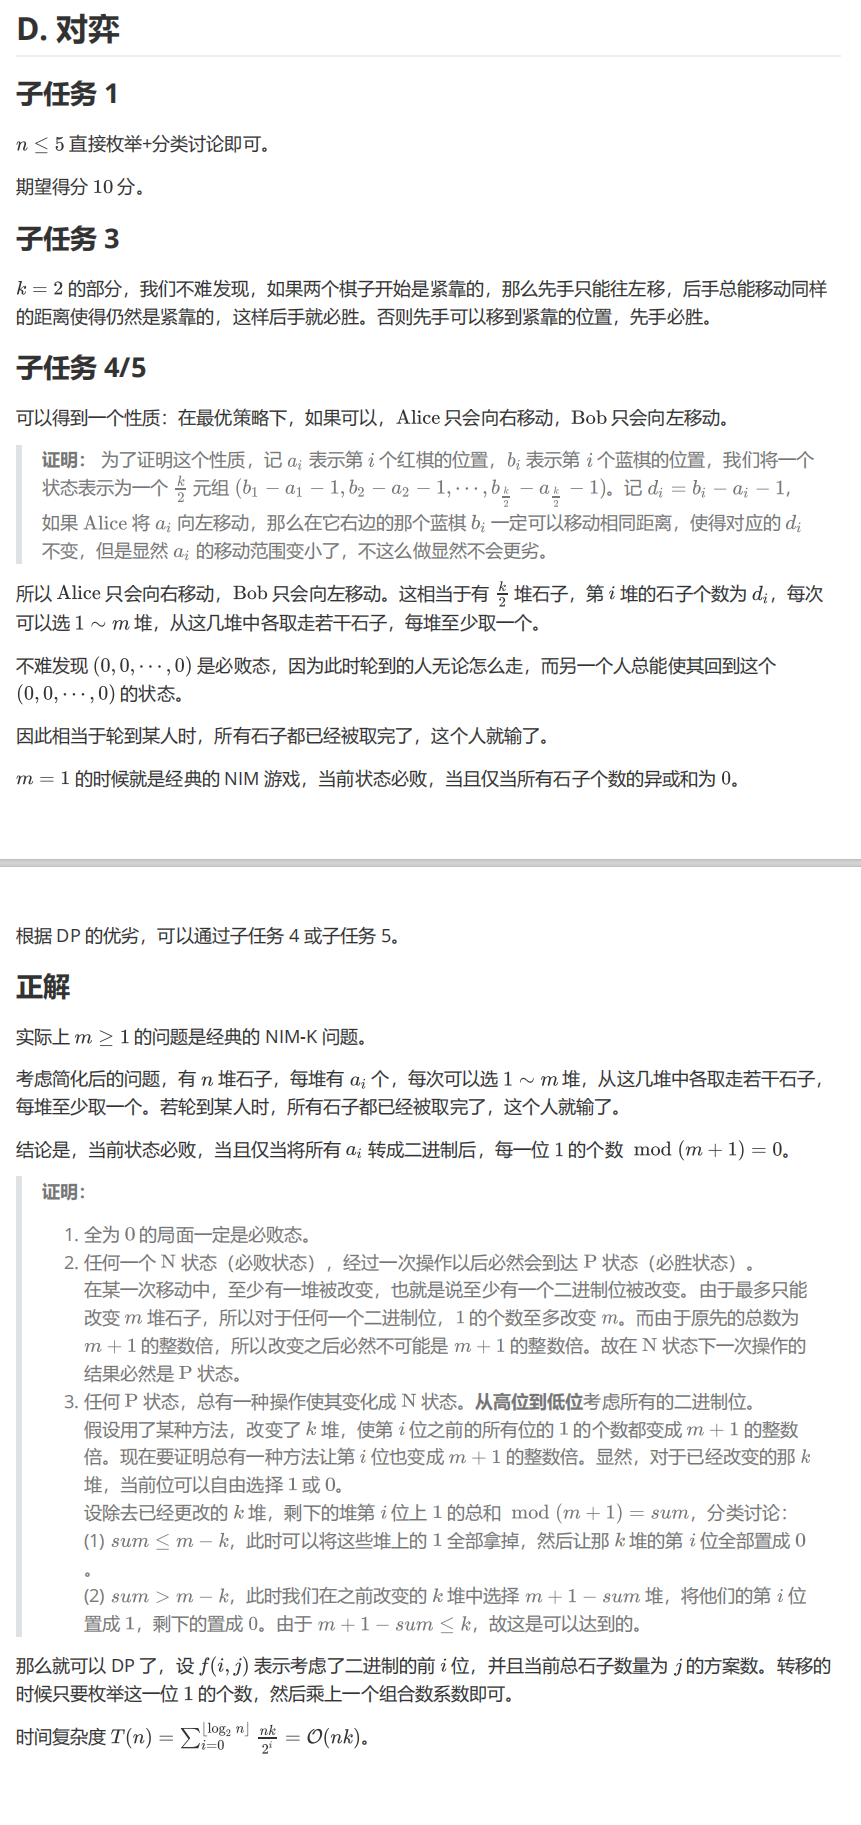 D. 对弈
子任务 1
n ≤ 5 直接枚举+分类讨论即可。
期望得分 10 分。
子任务 3
k = 2 的部分，我们不难发现，如果两个棋子开始是紧靠的，那么先手只能往左移，后手总能移动同样
的距离使得仍然是紧靠的，这样后手就必胜。否则先手可以移到紧靠的位置，先手必胜。
子任务 4/5
可以得到一个性质：在最优策略下，如果可以，Alice 只会向右移动，Bob 只会向左移动。
证明： 为了证明这个性质，记 a_i 表示第 i 个红棋的位置，b_i 表示第 i 个蓝棋的位置，我们将一个
状态表示为一个 k/2 元组 (b_1 − a_1 − 1, b_2 − a_2 − 1, ⋯, b_{k/2} − a_{k/2} − 1)。记 d_i = b_i − a_i − 1,
如果 Alice 将 a_i 向左移动，那么在它右边的那个蓝棋 b_i 一定可以移动相同距离，使得对应的 d_i
不变，但是显然 a_i 的移动范围变小了，不这么做显然不会更劣。
所以 Alice 只会向右移动，Bob 只会向左移动。这相当于有 k/2 堆石子，第 i 堆的石子个数为 d_i，每次
可以选 1 ∼ m 堆，从这几堆中各取走若干石子，每堆至少取一个。
不难发现 (0, 0, ⋯, 0) 是必败态，因为此时轮到的人无论怎么走，而另一个人总能使其回到这个
(0, 0, ⋯, 0) 的状态。
因此相当于轮到某人时，所有石子都已经被取完了，这个人就输了。
m = 1 的时候就是经典的 NIM 游戏，当前状态必败，当且仅当所有石子个数的异或和为 0。
根据 DP 的优劣，可以通过子任务 4 或子任务 5。
正解
实际上 m ≥ 1 的问题是经典的 NIM-K 问题。
考虑简化后的问题，有 n 堆石子，每堆有 a_i 个，每次可以选 1 ∼ m 堆，从这几堆中各取走若干石子，
每堆至少取一个。若轮到某人时，所有石子都已经被取完了，这个人就输了。
结论是，当前状态必败，当且仅当将所有 a_i 转成二进制后，每一位 1 的个数 mod (m + 1) = 0。
证明：
1. 全为 0 的局面一定是必败态。
2. 任何一个 N 状态（必败状态），经过一次操作以后必然会到达 P 状态（必胜状态）。
在某一次移动中，至少有一堆被改变，也就是说至少有一个二进制位被改变。由于最多只能
改变 m 堆石子，所以对于任何一个二进制位，1 的个数至多改变 m。而由于原先的总数为
m + 1 的整数倍，所以改变之后必然不可能是 m + 1 的整数倍。故在 N 状态下一次操作的
结果必然是 P 状态。
3. 任何 P 状态，总有一种操作使其变化成 N 状态。从高位到低位考虑所有的二进制位。
假设用了某种方法，改变了 k 堆，使第 i 位之前的所有位的 1 的个数都变成 m + 1 的整数
倍。现在要证明总有一种方法让第 i 位也变成 m + 1 的整数倍。显然，对于已经改变的那 k
堆，当前位可以自由选择 1 或 0。
设除去已经更改的 k 堆，剩下的堆第 i 位上 1 的总和 mod (m + 1) = sum，分类讨论：
(1) sum ≤ m − k，此时可以将这些堆上的 1 全部拿掉，然后让那 k 堆的第 i 位全部置成 0
。
(2) sum > m − k，此时我们在之前改变的 k 堆中选择 m + 1 − sum 堆，将他们的第 i 位
置成 1，剩下的置成 0。由于 m + 1 − sum ≤ k，故这是可以达到的。
那么就可以 DP 了，设 f(i, j) 表示考虑了二进制的前 i 位，并且当前总石子数量为 j 的方案数。转移的
时候只要枚举这一位 1 的个数，然后乘上一个组合数系数即可。
时间复杂度 T(n) = ∑_{i=0}^{⌊log_2 n⌋} nk/2^i = O(nk)。